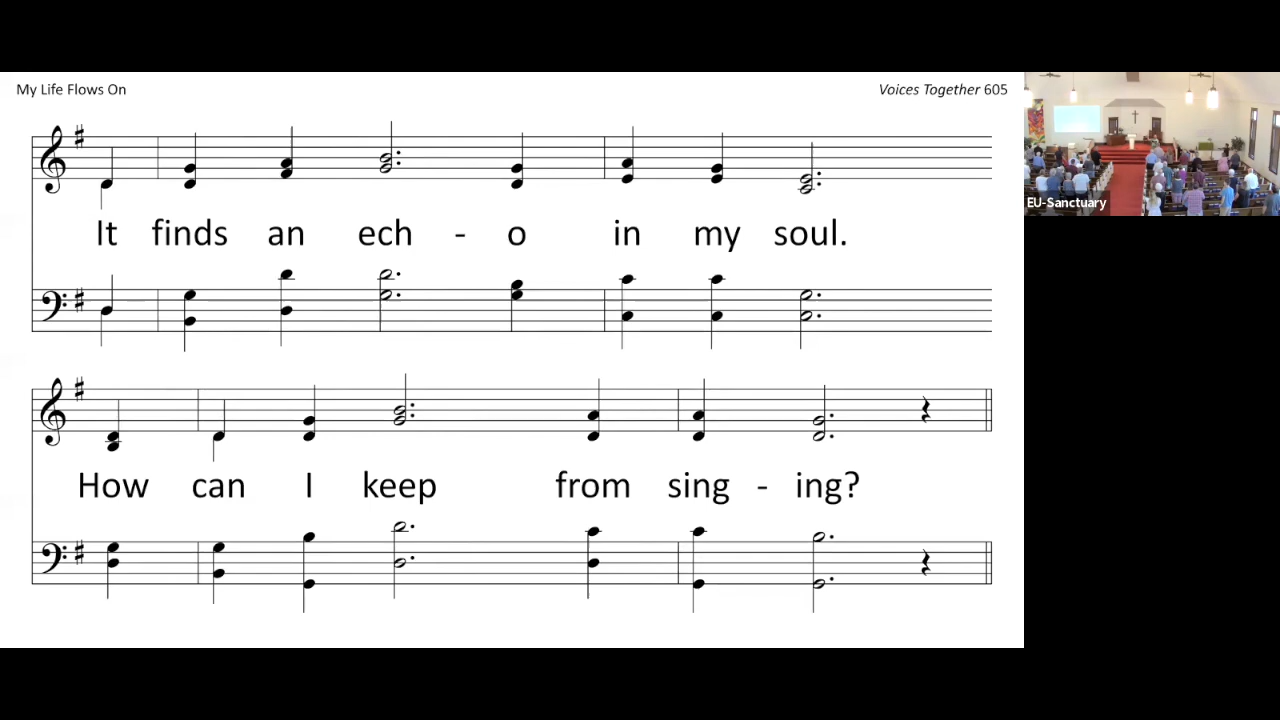 My Life Flows On
Voices Together 605
EU-Sanctuary
It finds an ech - o in my soul.
How can I keep from sing - ing?